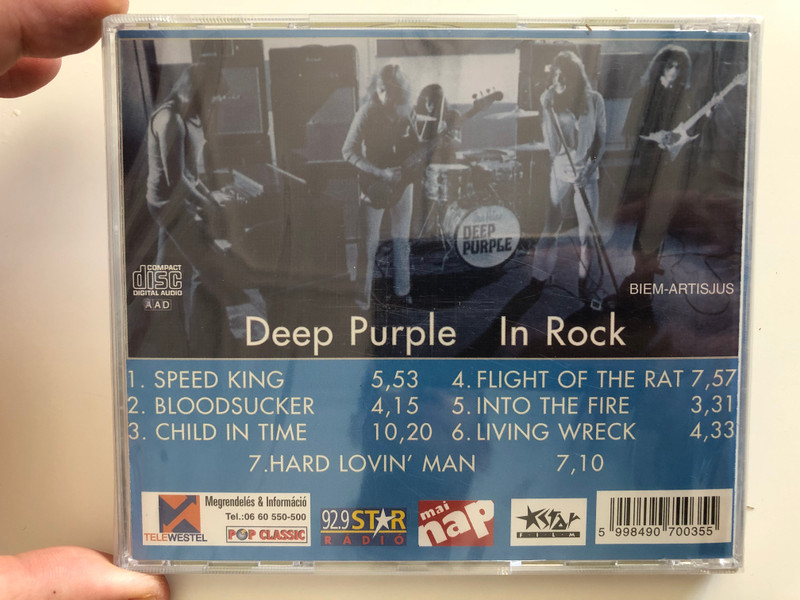 DEEP
PURPLE
COMPACT
disc
DIGITAL AUDIO
AAD
BIEM-ARTISJUS
Deep Purple In Rock
1. SPEED KING 5,53
2. BLOODSUCKER 4,15
3. CHILD IN TIME 10,20
4. FLIGHT OF THE RAT 7,57
5. INTO THE FIRE 3,31
6. LIVING WRECK 4,33
7. HARD LOVIN' MAN 7,10
TELEWESTEL
Megrendelés & Információ
Tel.:06 60 550-500
POP CLASSIC
92.9 STAR
RÁDIÓ
mai
nap
Star
FILM
5 998490 700355